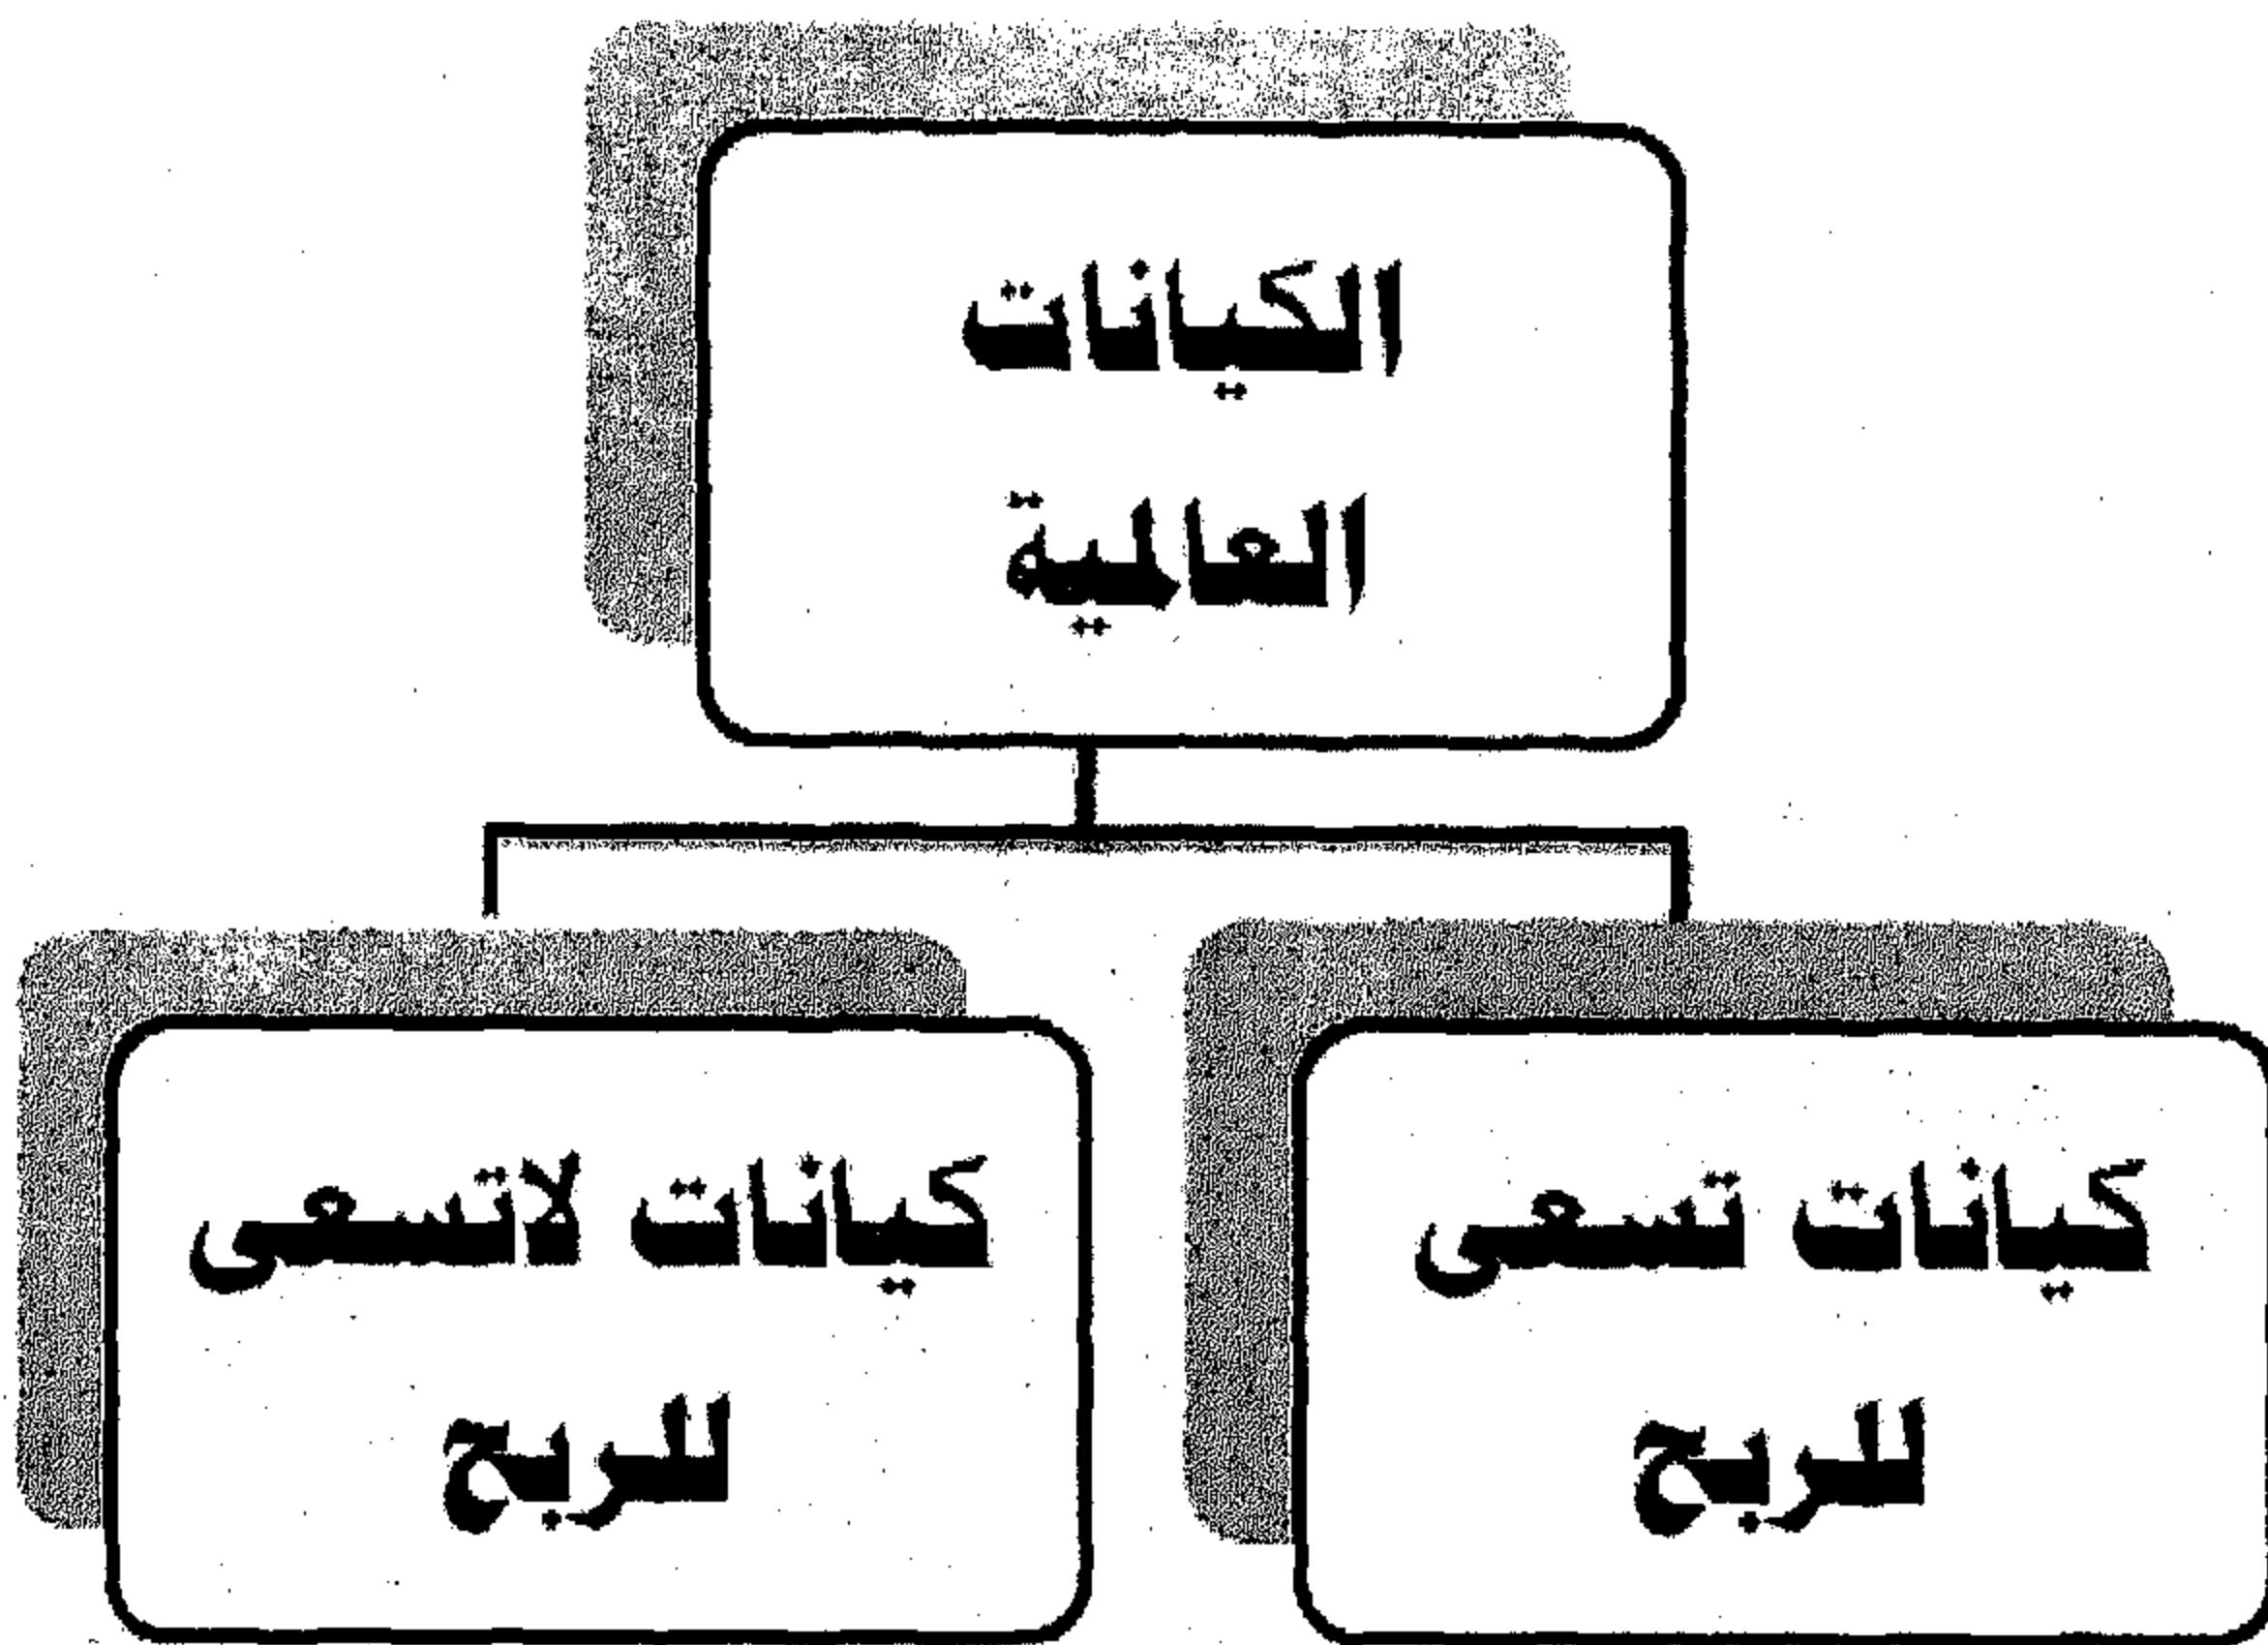 الكيانات
العالمية
كيانات تسعى
للربح
كيانات لاتسعى
للربح